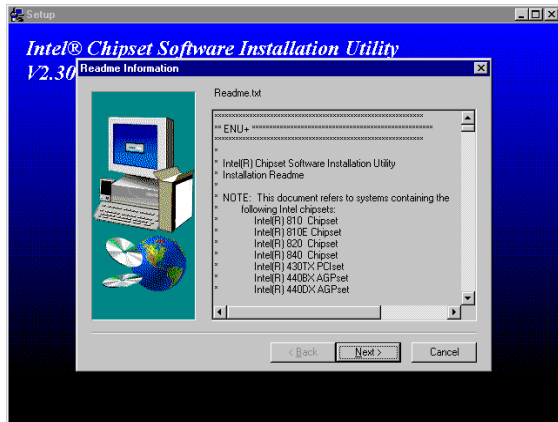 Setup
Intel® Chipset Software Installation Utility
V2.30
Readme Information
Readme.txt
** ENU+ **
*
* Intel(R) Chipset Software Installation Utility
* Installation Readme
*
* NOTE: This document refers to systems containing the
* following Intel chipsets:
* Intel(R) 810 Chipset
* Intel(R) 810E Chipset
* Intel(R) 820 Chipset
* Intel(R) 840 Chipset
* Intel(R) 430TX PCIset
* Intel(R) 440BX AGPset
* Intel(R) 440DX AGPset
< Back
Next >
Cancel